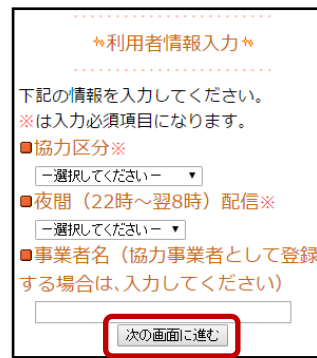 利用者情報入力
下記の情報を入力してください。
※は入力必須項目になります。
■協力区分※
－選択してください－ ▼
■夜間（22時～翌8時）配信※
－選択してください－ ▼
■事業者名（協力事業者として登録
する場合は、入力してください）
次の画面に進む